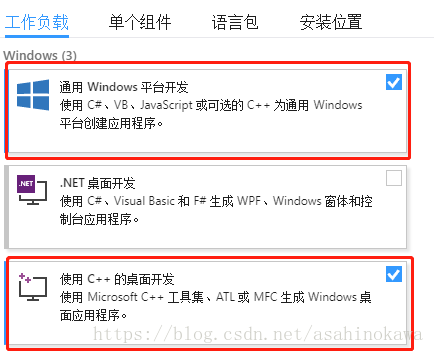 工作负载 单个组件 语言包 安装位置
Windows (3)
通用 Windows 平台开发
使用 C#、VB、JavaScript 或可选的 C++ 为通用 Windows
平台创建应用程序。
.NET
.NET 桌面开发
使用 C#、Visual Basic 和 F# 生成 WPF、Windows 窗体和控
制台应用程序。
使用 C++ 的桌面开发
使用 Microsoft C++ 工具集、ATL 或 MFC 生成 Windows 桌
面应用程序。
https://blog.csdn.net/asahinokawa